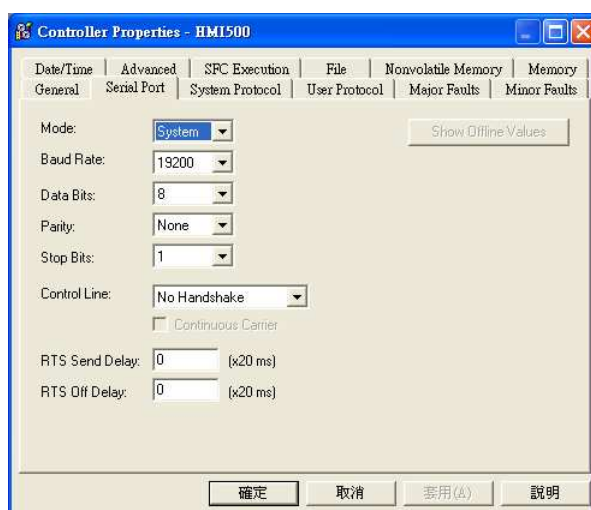 Controller Properties - HMI500
Date/Time Advanced SFC Execution File Nonvolatile Memory Memory
General Serial Port System Protocol User Protocol Major Faults Minor Faults
Mode: System Show Offline Values
Baud Rate: 19200
Data Bits: 8
Parity: None
Stop Bits: 1
Control Line: No Handshake
Continuous Carrier
RTS Send Delay: 0 (x20 ms)
RTS Off Delay: 0 (x20 ms)
確定 取消 套用(A) 說明